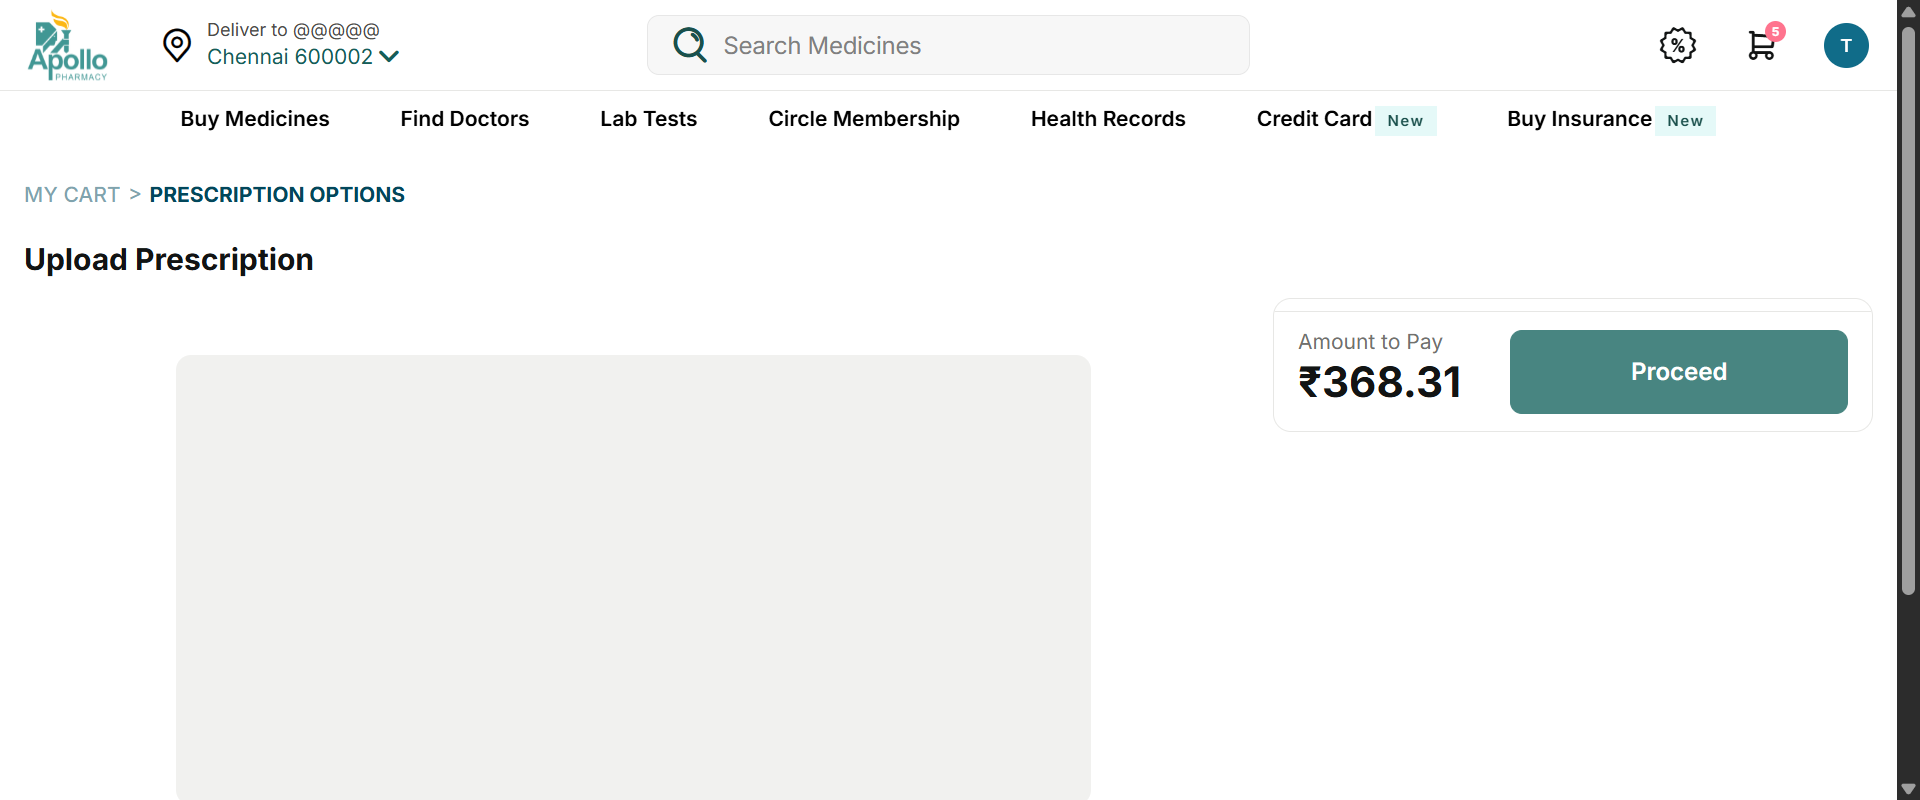 Apollo
PHARMACY
Deliver to @@@@@
Chennai 600002
Search Medicines
%
5
T
Buy Medicines
Find Doctors
Lab Tests
Circle Membership
Health Records
Credit Card New
Buy Insurance New
MY CART > PRESCRIPTION OPTIONS
Upload Prescription
Amount to Pay
₹368.31
Proceed